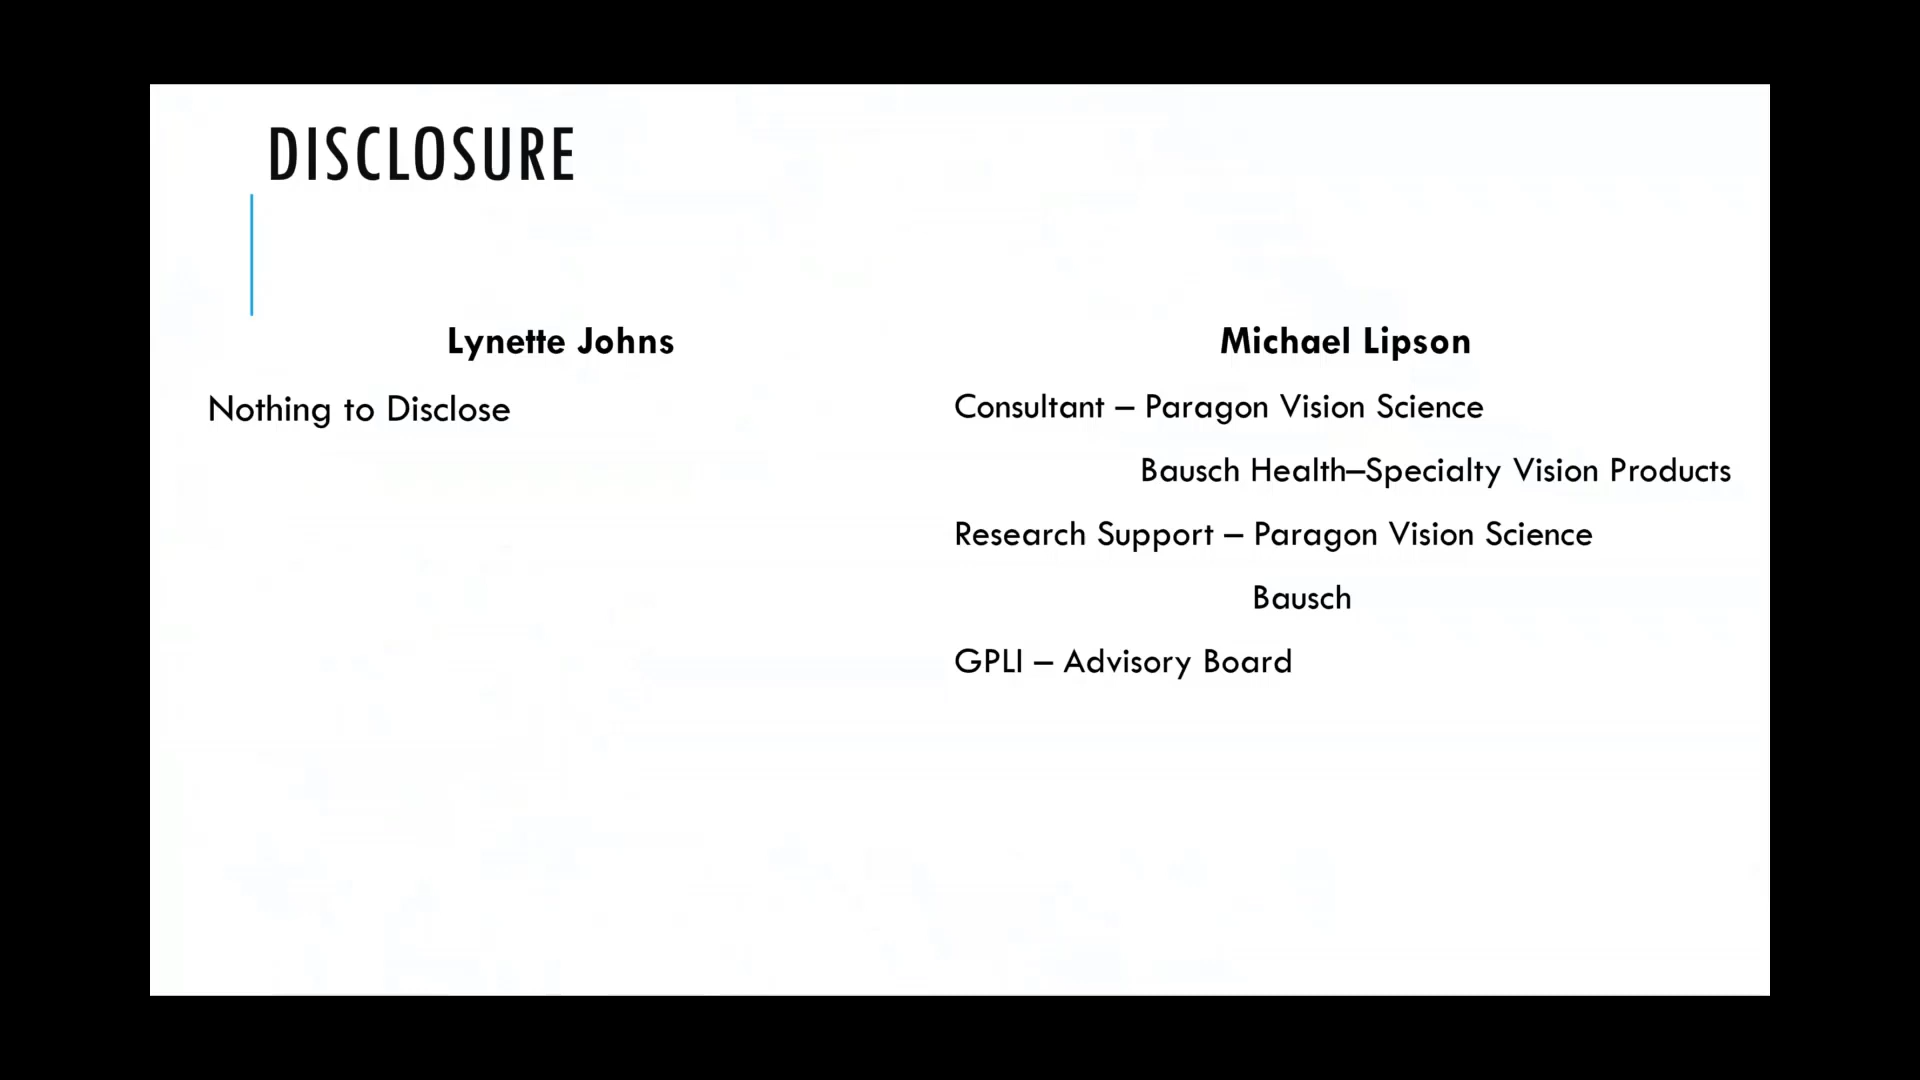 DISCLOSURE
Lynette Johns
Nothing to Disclose
Michael Lipson
Consultant – Paragon Vision Science
Bausch Health–Specialty Vision Products
Research Support – Paragon Vision Science
Bausch
GPLI – Advisory Board